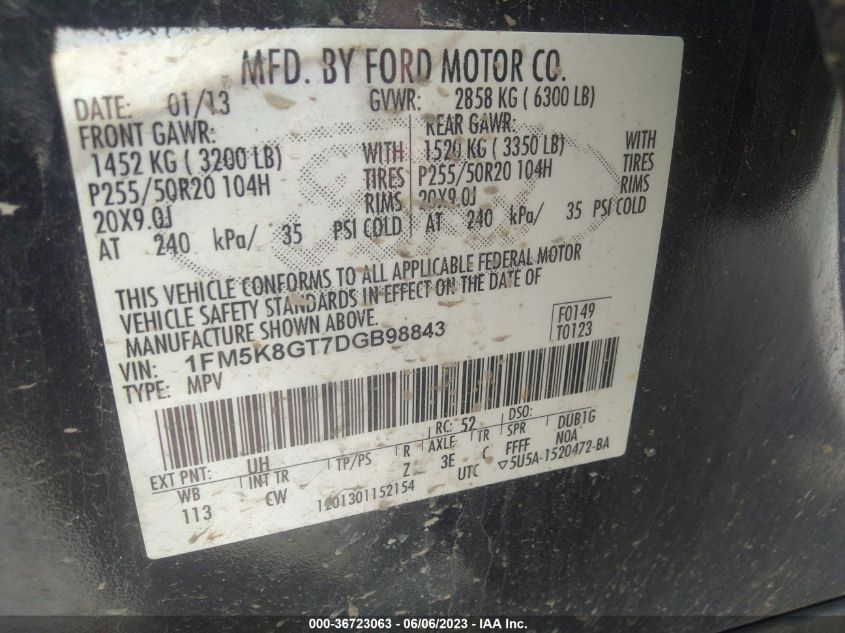 MFD. BY FORD MOTOR CO.
DATE: 01/13 GVWR: 2858 KG ( 6300 LB)
FRONT GAWR: REAR GAWR:
1452 KG ( 3200 LB) WITH 1520 KG ( 3350 LB) WITH
P255/50R20 104H TIRES P255/50R20 104H TIRES
20X9.0J RIMS 20X9.0J RIMS
AT 240 kPa/ 35 PSI COLD AT 240 kPa/ 35 PSI COLD
THIS VEHICLE CONFORMS TO ALL APPLICABLE FEDERAL MOTOR
VEHICLE SAFETY STANDARDS IN EFFECT ON THE DATE OF
MANUFACTURE SHOWN ABOVE. F0149
VIN: 1FM5K8GT7DGB98843 T0123
TYPE: MPV
EXT PNT: UH RC: 52 DSO:
WB INT TR TP/PS R AXLE TR SPR DUB1G
113 CW Z 3E C FFFF NOA
1201301152154 UTC ▽5U5A-1520472-BA
000-36723063 - 06/06/2023 - © IAA Inc.